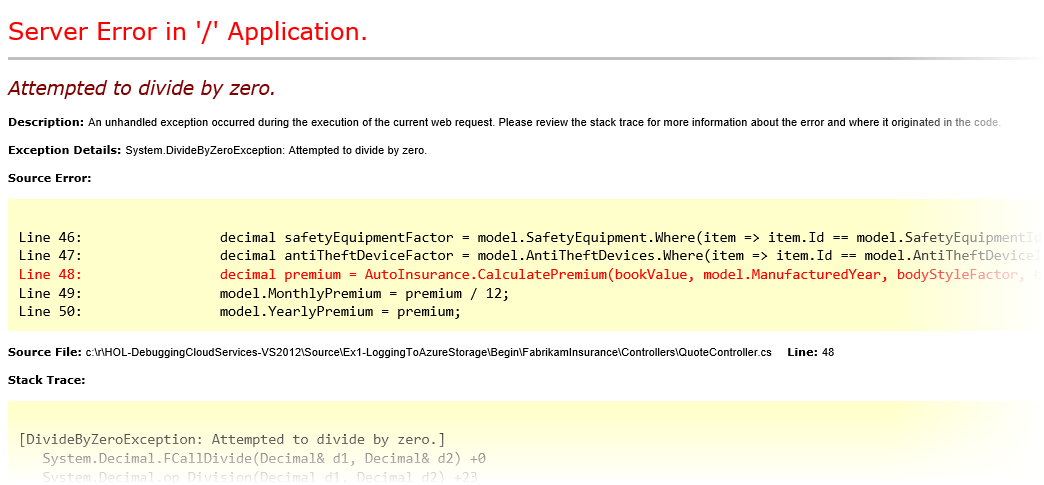 Server Error in '/' Application.
Attempted to divide by zero.
Description: An unhandled exception occurred during the execution of the current web request. Please review the stack trace for more information about the error and where it originated in the code.
Exception Details: System.DivideByZeroException: Attempted to divide by zero.
Source Error:
Line 46:                 decimal safetyEquipmentFactor = model.SafetyEquipment.Where(item => item.Id == model.SafetyEquipmentId
Line 47:                 decimal antiTheftDeviceFactor = model.AntiTheftDevices.Where(item => item.Id == model.AntiTheftDeviceI
Line 48:                 decimal premium = AutoInsurance.CalculatePremium(bookValue, model.ManufacturedYear, bodyStyleFactor,
Line 49:                 model.MonthlyPremium = premium / 12;
Line 50:                 model.YearlyPremium = premium;
Source File: c:\r\HOL-DebuggingCloudServices-VS2012\Source\Ex1-LoggingToAzureStorage\Begin\FabrikamInsurance\Controllers\QuoteController.cs    Line: 48
Stack Trace:
[DivideByZeroException: Attempted to divide by zero.]
   System.Decimal.FCallDivide(Decimal& d1, Decimal& d2) +0
   System.Decimal.op_Division(Decimal d1, Decimal d2) +23